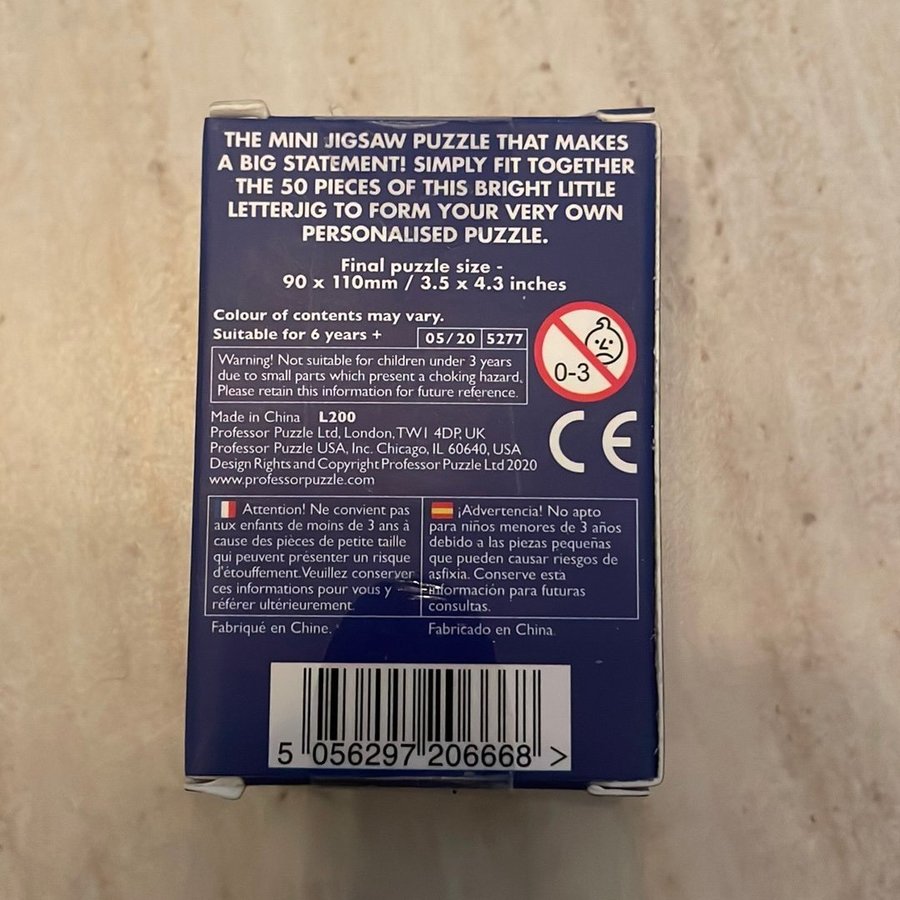 THE MINI JIGSAW PUZZLE THAT MAKES
A BIG STATEMENT! SIMPLY FIT TOGETHER
THE 50 PIECES OF THIS BRIGHT LITTLE
LETTERJIG TO FORM YOUR VERY OWN
PERSONALISED PUZZLE.
Final puzzle size -
90 x 110mm / 3.5 x 4.3 inches
Colour of contents may vary.
Suitable for 6 years +
05/20 5277
0-3
Warning! Not suitable for children under 3 years
due to small parts which present a choking hazard.
Please retain this information for future reference.
Made in China L200
Professor Puzzle Ltd, London, TW1 4DP, UK
Professor Puzzle USA, Inc. Chicago, IL 60640, USA
Design Rights and Copyright Professor Puzzle Ltd 2020
www.professorpuzzle.com
CE
Attention! Ne convient pas
aux enfants de moins de 3 ans à
cause des pièces de petite taille
qui peuvent présenter un risque
d'étouffement. Veuillez conserver
ces informations pour vous y
référer ultérieurement.
Fabriqué en Chine.
¡Advertencia! No apto
para niños menores de 3 años
debido a las piezas pequeñas
que pueden causar riesgos de
asfixia. Conserve está
información para futuras
consultas.
Fabricado en China.
5 056297 206668 >